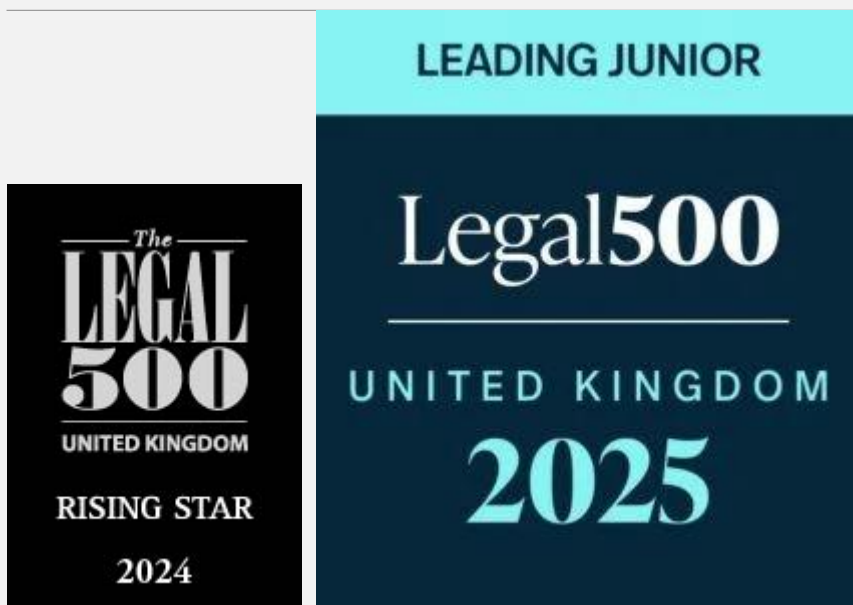 The
LEGAL
500
UNITED KINGDOM
RISING STAR
2024
LEADING JUNIOR
Legal500
UNITED KINGDOM
2025